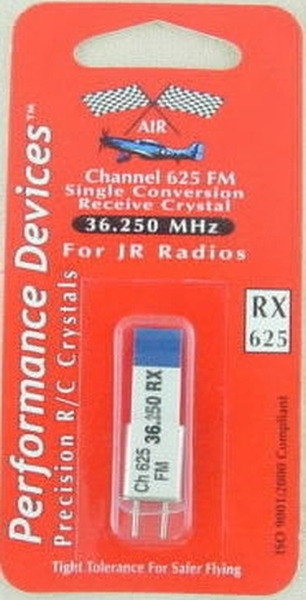 AIR
Channel 625 FM
Single Conversion
Receive Crystal
36.250 MHz
For JR Radios
RX
625
Performance Devices™
Precision R/C Crystals
Ch 625 36.250 RX
FM
ISO 9001/2000 Compliant
Tight Tolerance For Safer Flying